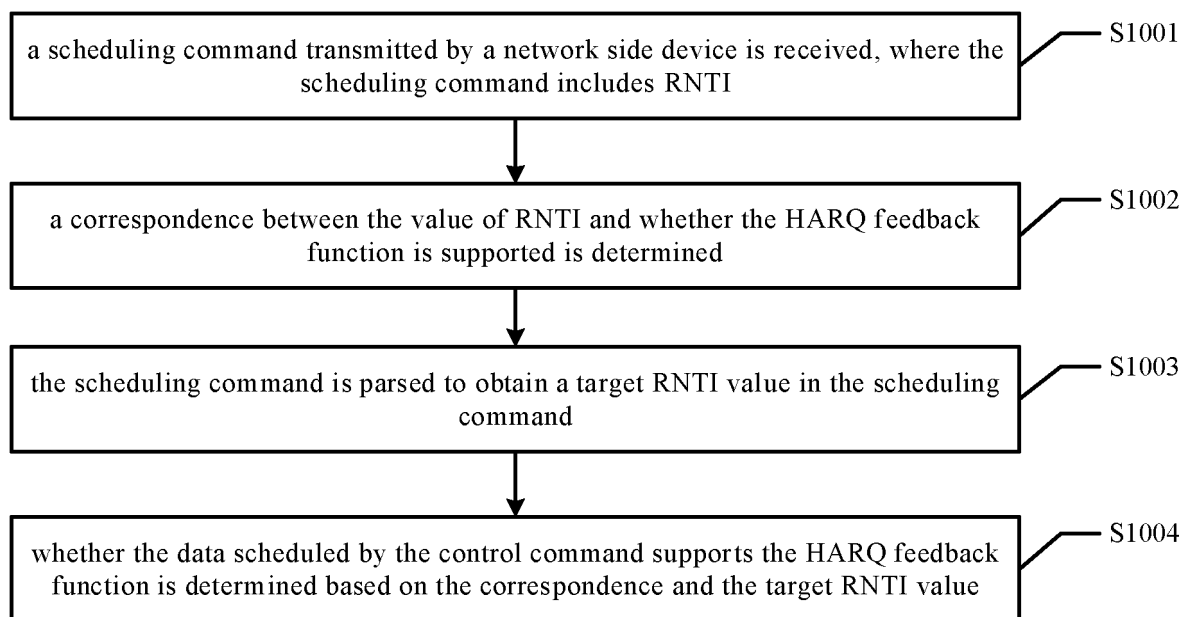 a scheduling command transmitted by a network side device is received, where the
scheduling command includes RNTI
S1001
a correspondence between the value of RNTI and whether the HARQ feedback
function is supported is determined
S1002
the scheduling command is parsed to obtain a target RNTI value in the scheduling
command
S1003
whether the data scheduled by the control command supports the HARQ feedback
function is determined based on the correspondence and the target RNTI value
S1004